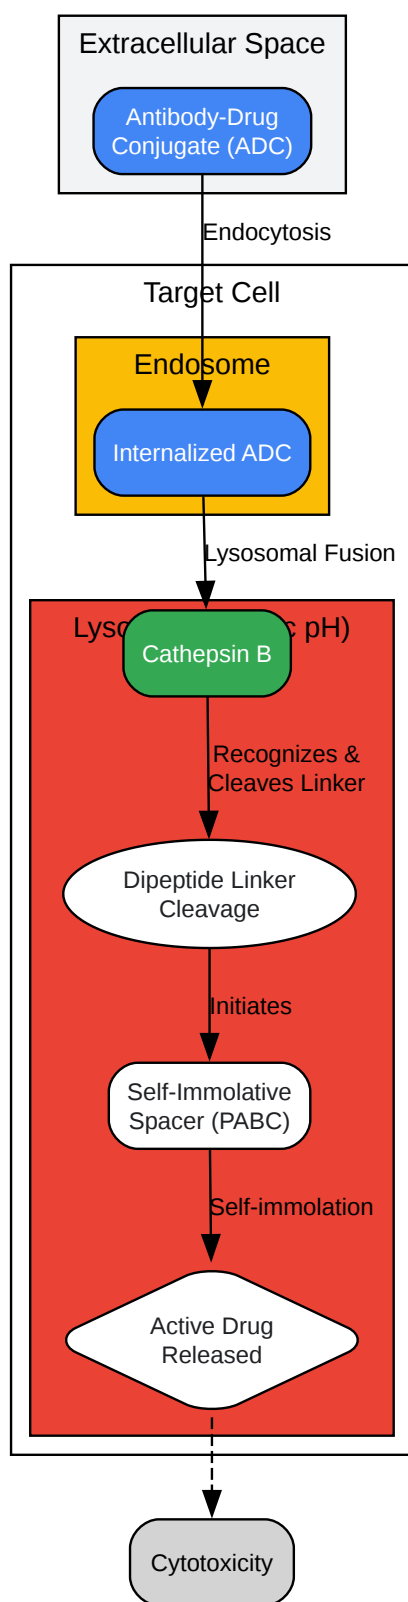 Extracellular Space
Antibody-Drug
Conjugate (ADC)
Endocytosis
Target Cell
Endosome
Internalized ADC
Lysosomal Fusion
pH)
Cathepsin B
Recognizes &
Cleaves Linker
Dipeptide Linker
Cleavage
Initiates
Self-Immolative
Spacer (PABC)
Self-immolation
Active Drug
Released
Cytotoxicity